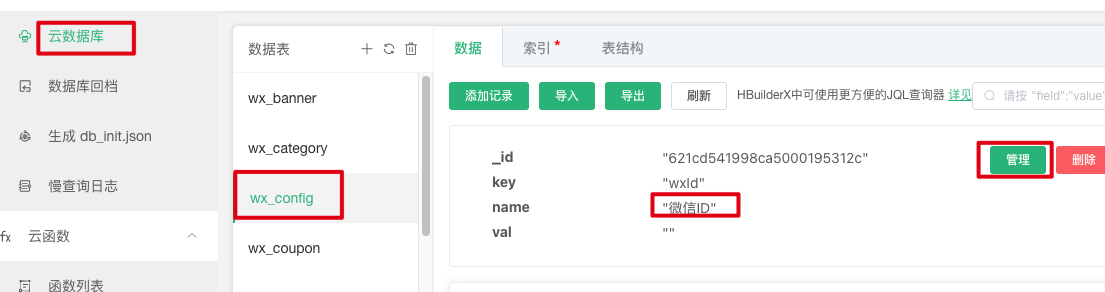 云数据库
数据库回档
生成 db_init.json
慢查询日志
fx 云函数
函数列表
数据表
wx_banner
wx_category
wx_config
wx_coupon
数据 索引 * 表结构
添加记录 导入 导出 刷新 HBuilderX中可使用更方便的JQL查询器 详见 请按 "field":"value"
_id "621cd541998ca5000195312c" 管理 删除
key "wxId"
name "微信ID"
val ""